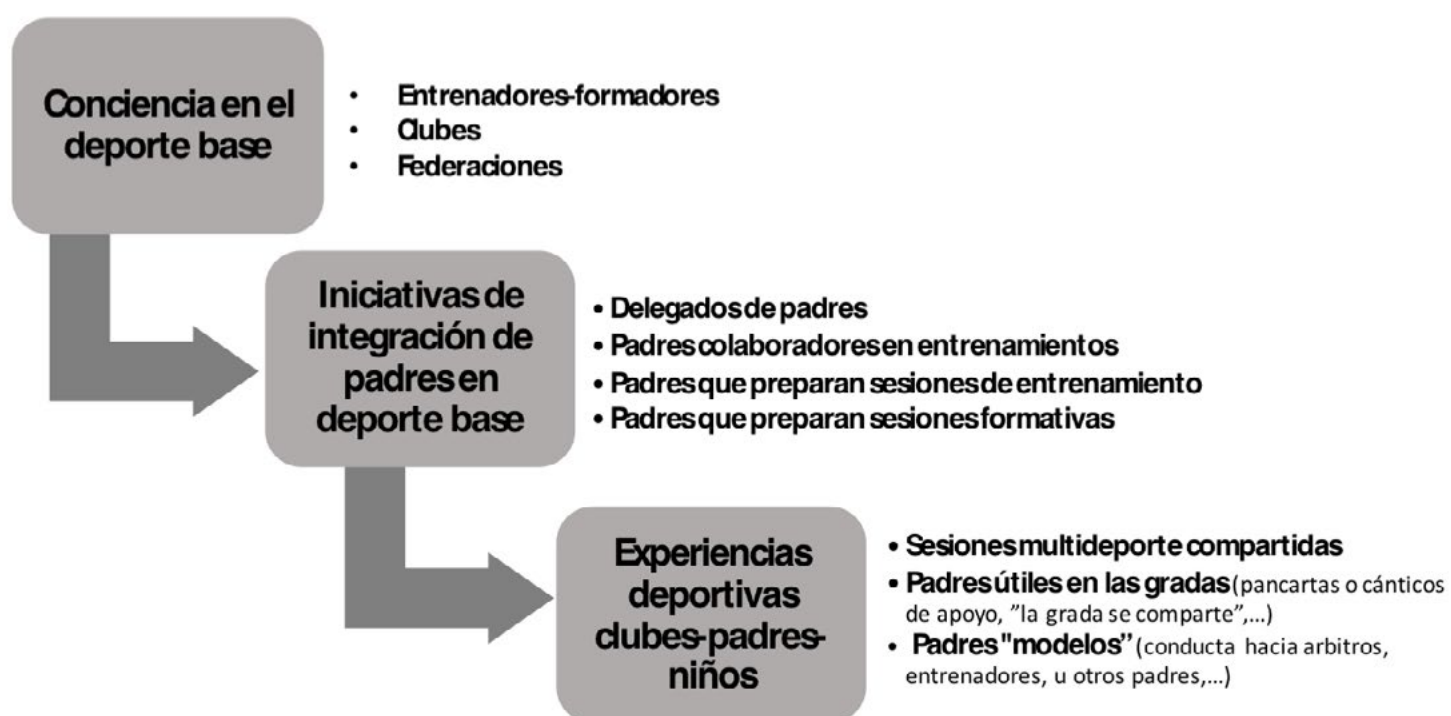 Conciencia en el
deporte base
• Entrenadores-formadores
• Clubes
• Federaciones
Iniciativas de
integración de
padres en
deporte base
• Delegados de padres
• Padres colaboradores en entrenamientos
• Padres que preparan sesiones de entrenamiento
• Padres que preparan sesiones formativas
Experiencias
deportivas
clubes-padres-
niños
• Sesiones multideporte compartidas
• Padres útiles en las gradas (pancartas o cánticos
de apoyo, ”la grada se comparte”,...)
• Padres "modelos” (conducta hacia arbitros,
entrenadores, u otros padres,...)